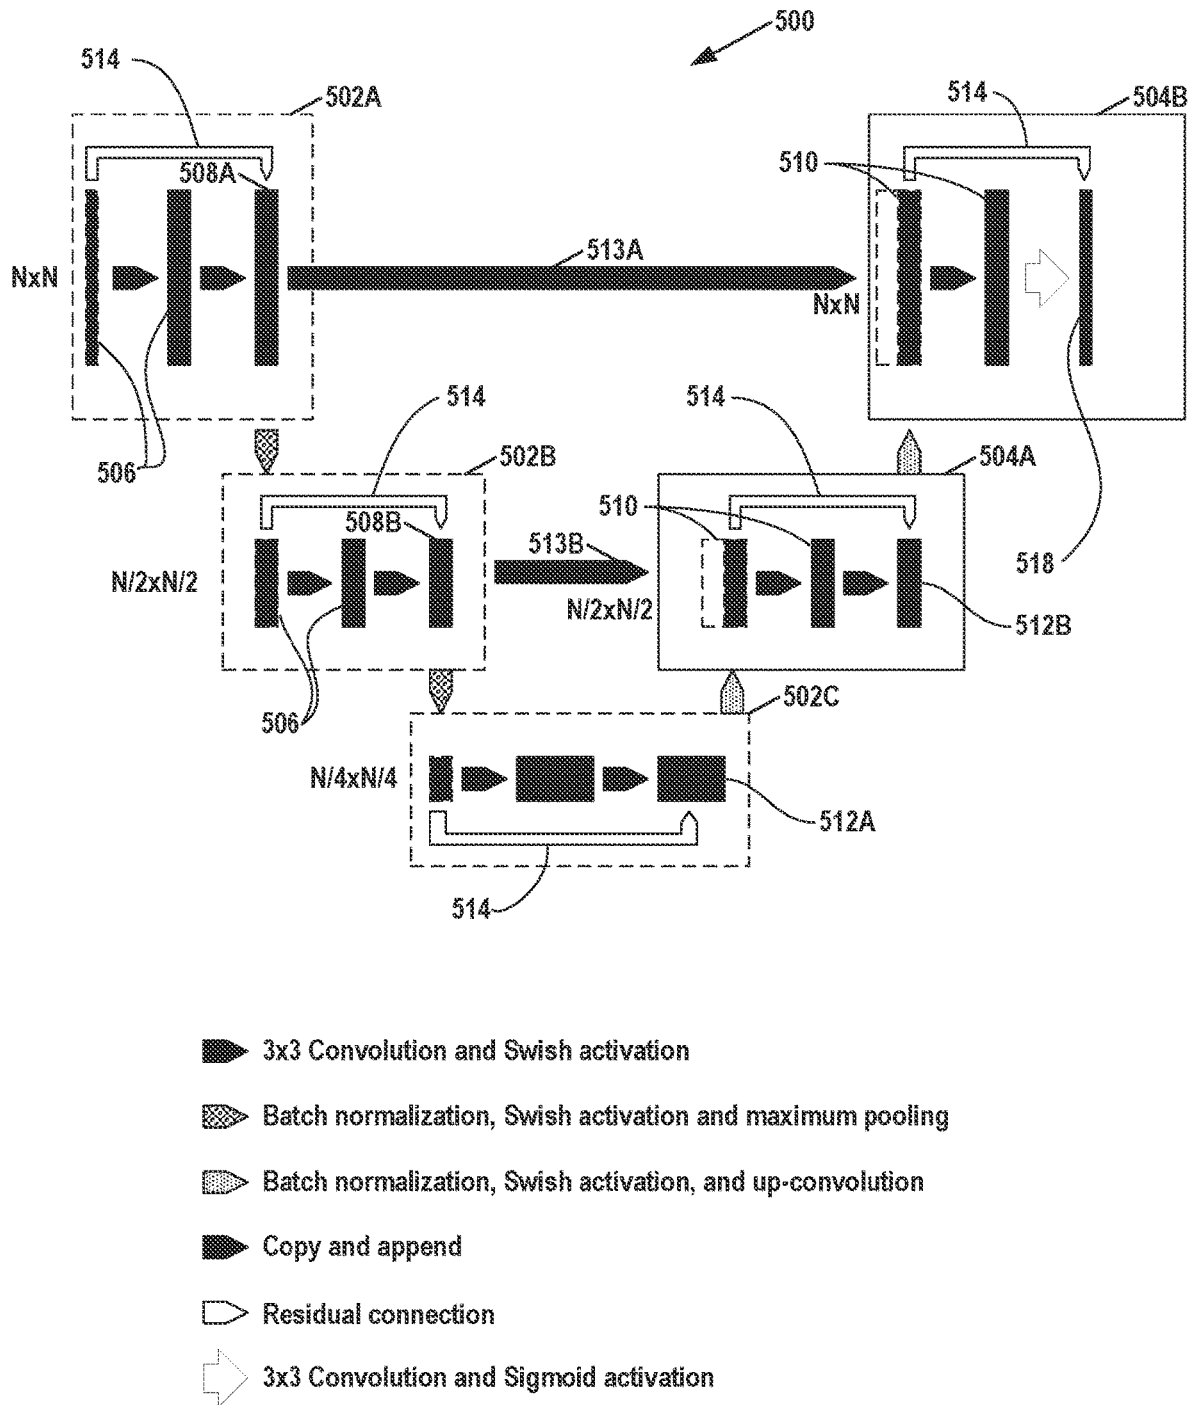 500
514
502A
514
504B
508A
510
513A
NxN
NxN
514
514
506
502B
504A
508B
510
513B
518
N/2xN/2
N/2xN/2
512B
506
502C
N/4xN/4
512A
514
3x3 Convolution and Swish activation
Batch normalization, Swish activation and maximum pooling
Batch normalization, Swish activation, and up-convolution
Copy and append
Residual connection
3x3 Convolution and Sigmoid activation